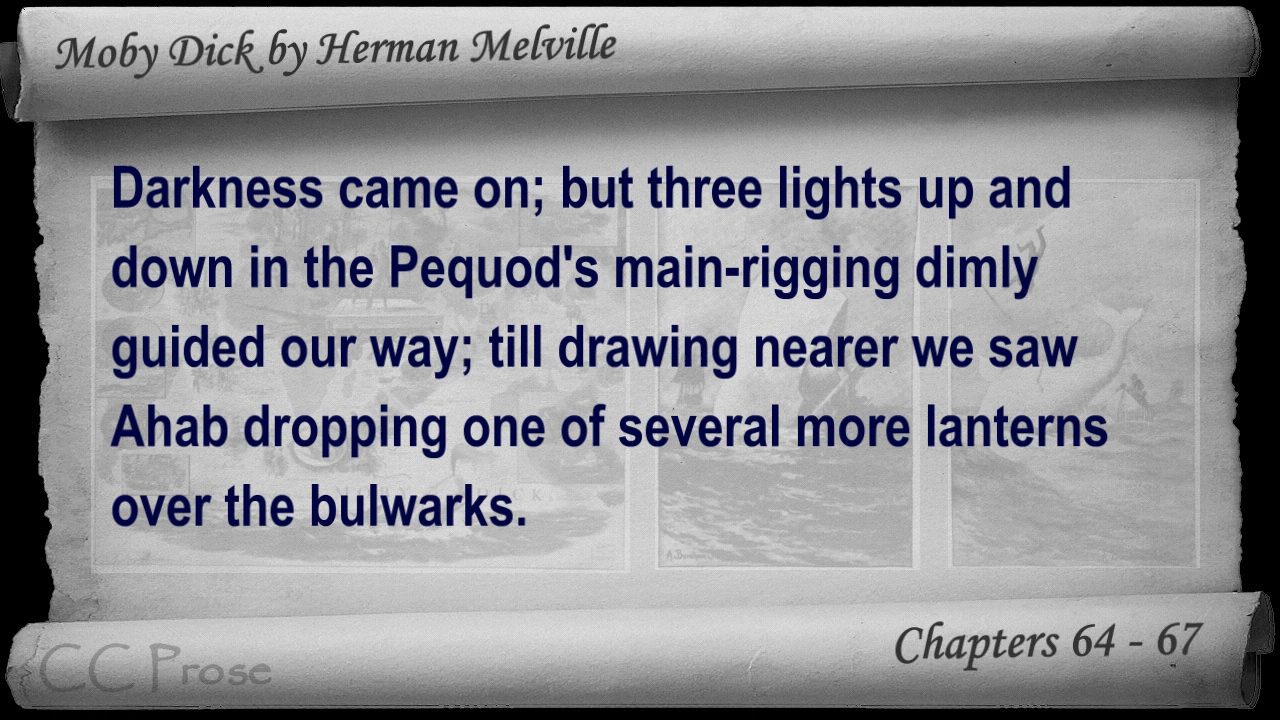 Moby Dick by Herman Melville
Darkness came on; but three lights up and
down in the Pequod's main-rigging dimly
guided our way; till drawing nearer we saw
Ahab dropping one of several more lanterns
over the bulwarks.
Chapters 64 - 67
CC Prose